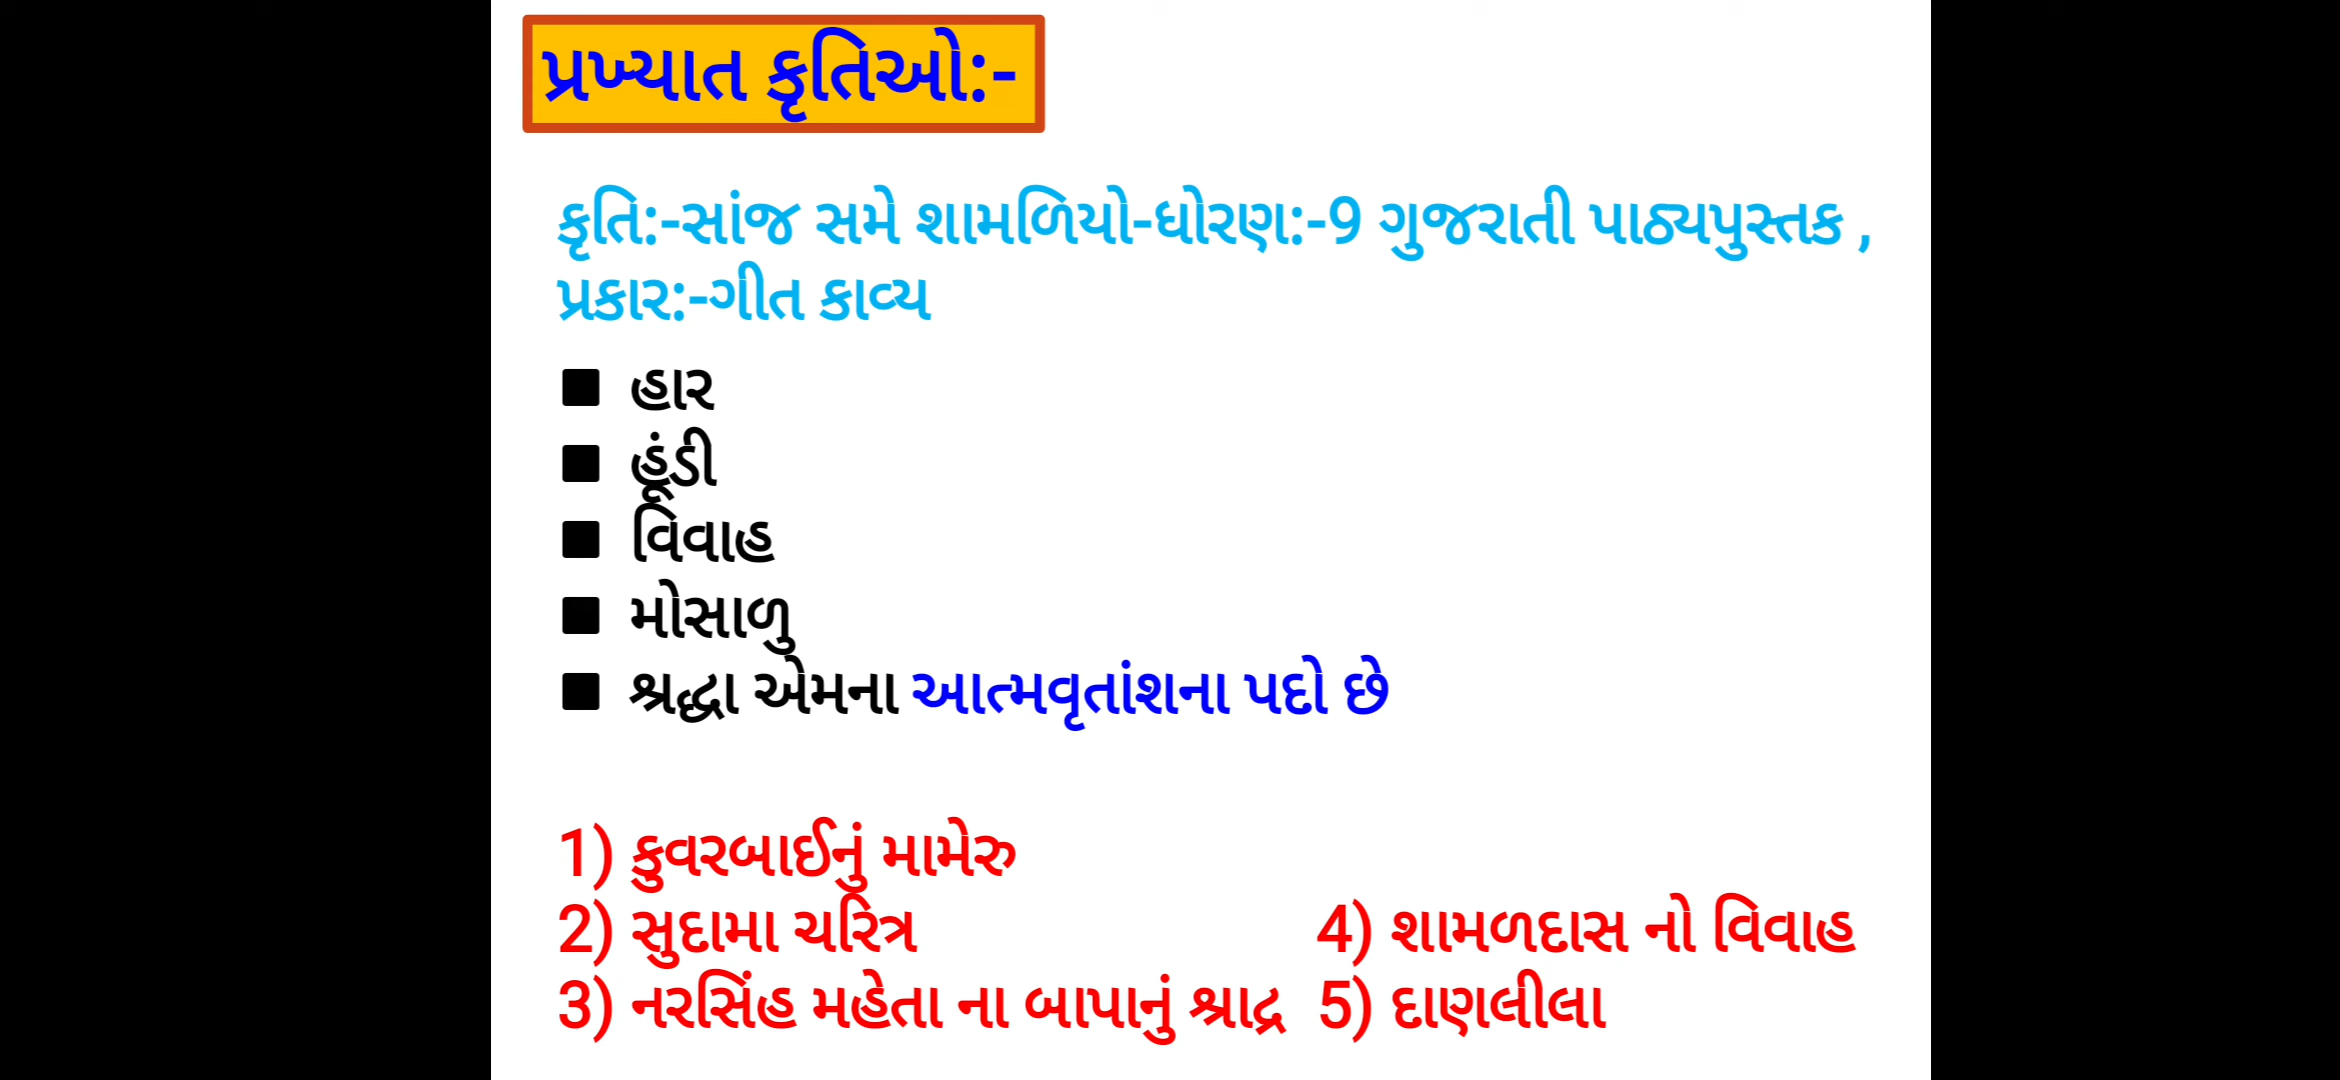 પ્રખ્યાત કૃતિઓ:-
કૃતિ:-સાંજ સમે શામળિયો-ધોરણ:-9 ગુજરાતી પાઠ્યપુસ્તક ,
પ્રકાર:-ગીત કાવ્ય
■ હાર
■ હૂંડી
■ વિવાહ
■ મોસાળુ
■ શ્રદ્ધા એમના આત્મવૃતાંશના પદો છે
1) કુવરબાઈનું મામેરુ
2) સુદામા ચરિત્ર
3) નરસિંહ મહેતા ના બાપાનું શ્રાદ્ર
4) શામળદાસ નો વિવાહ
5) દાણલીલા